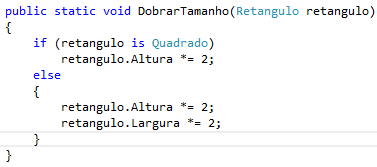 public static void DobrarTamanho(Retangulo retangulo)
{
    if (retangulo is Quadrado)
        retangulo.Altura *= 2;
    else
    {
        retangulo.Altura *= 2;
        retangulo.Largura *= 2;
    }
}